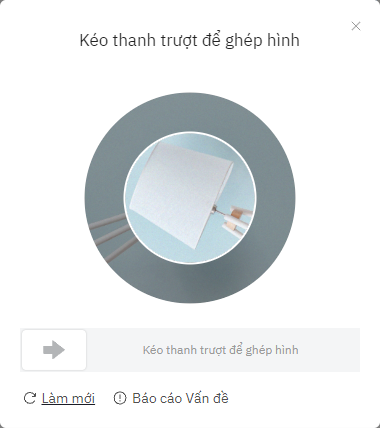 Kéo thanh trượt để ghép hình
Kéo thanh trượt để ghép hình
Làm mới
Báo cáo Vấn đề